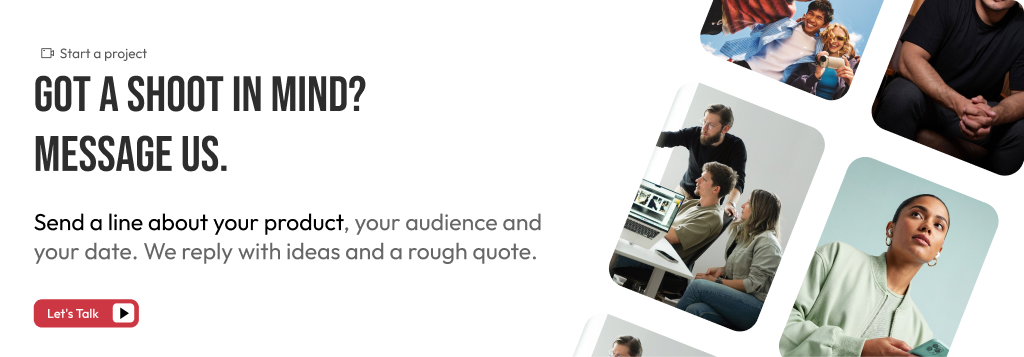 Start a project
GOT A SHOOT IN MIND?
MESSAGE US.
Send a line about your product, your audience and
your date. We reply with ideas and a rough quote.
Let's Talk